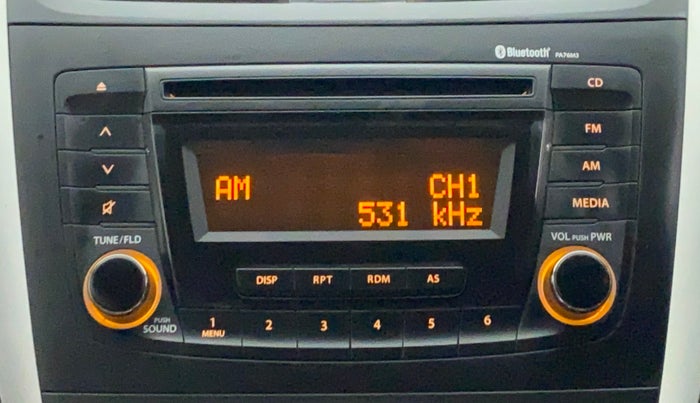 Bluetooth® PA76M3
CD
FM
AM
MEDIA
AM CH1
531 kHz
TUNE/FLD
VOL PUSH PWR
DISP RPT RDM AS
PUSH
SOUND
1 2 3 4 5 6
MENU